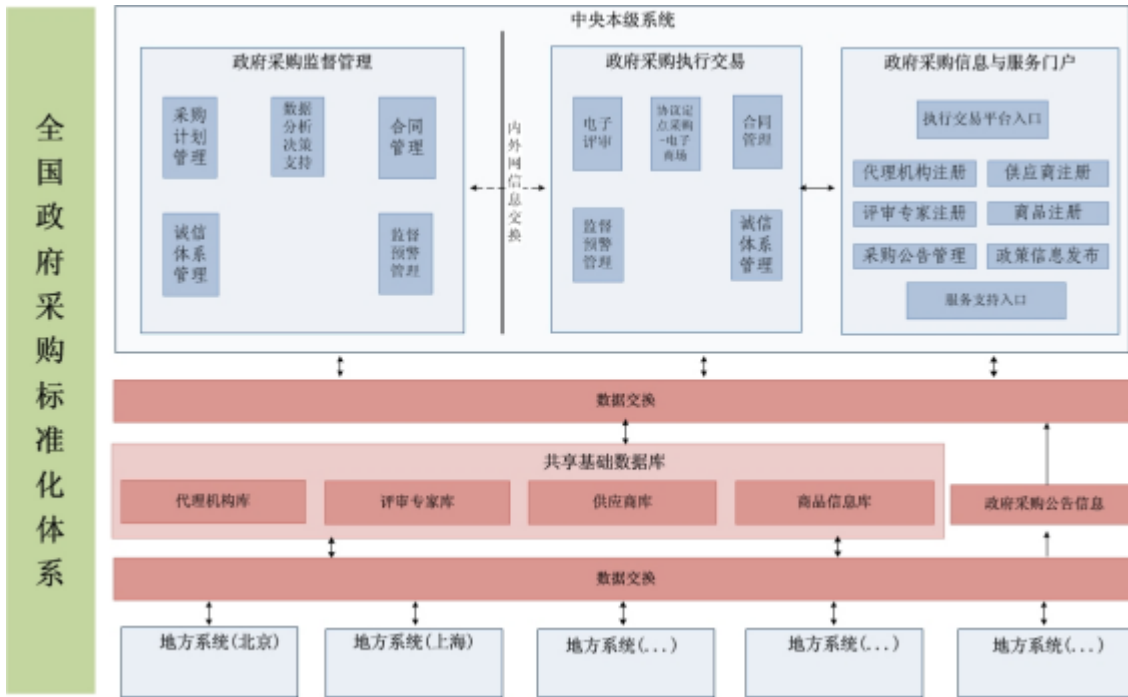 全国政府采购标准化体系
中央本级系统
政府采购监督管理
采购
计划
管理
数据
分析
决策
支持
合同
管理
诚信
体系
管理
监督
预警
管理
内外网信息交换
政府采购执行交易
电子
评审
协议定
点采购
-电子
商场
合同
管理
监督
预警
管理
诚信
体系
管理
政府采购信息与服务门户
执行交易平台入口
代理机构注册
供应商注册
评审专家注册
商品注册
采购公告管理
政策信息发布
服务支持入口
数据交换
共享基础数据库
代理机构库
评审专家库
供应商库
商品信息库
政府采购公告信息
数据交换
地方系统(北京)
地方系统(上海)
地方系统(...)
地方系统(...)
地方系统(...)